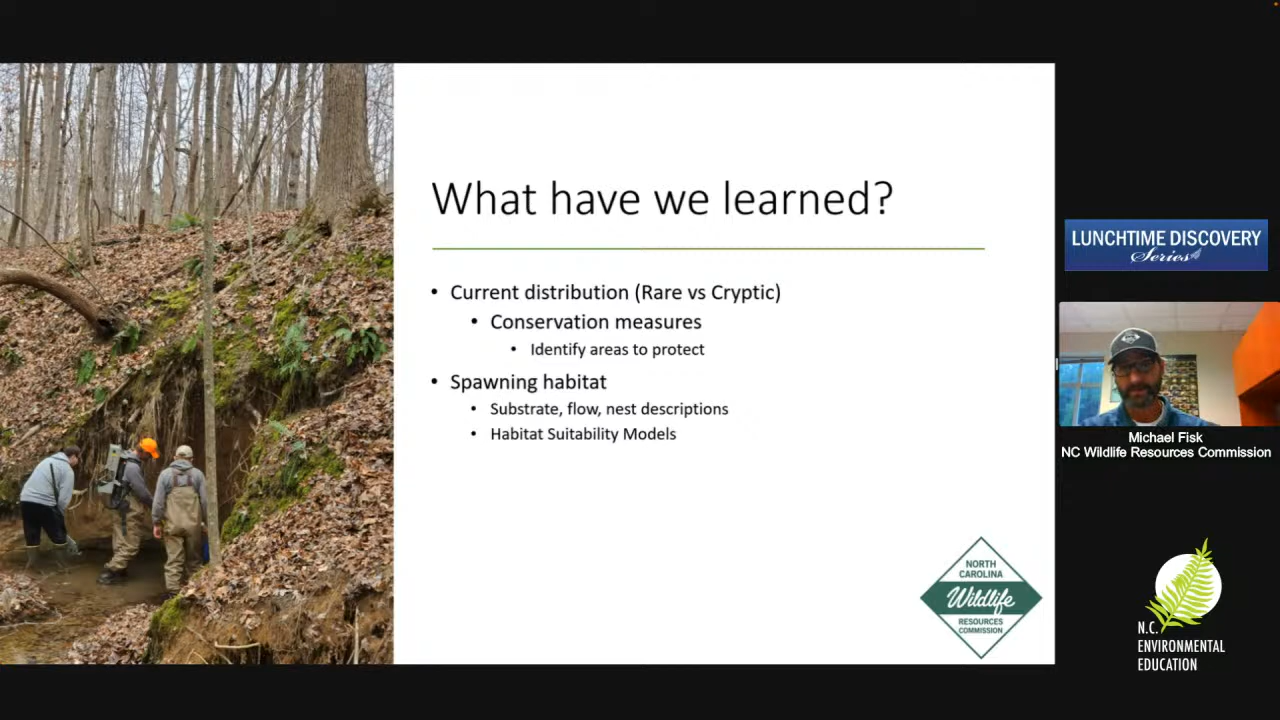 What have we learned?
• Current distribution (Rare vs Cryptic)
• Conservation measures
• Identify areas to protect
• Spawning habitat
• Substrate, flow, nest descriptions
• Habitat Suitability Models
NORTH
CAROLINA
Wildlife
RESOURCES
COMMISSION
LUNCHTIME DISCOVERY
Series
Michael Fisk
NC Wildlife Resources Commission
N.C.
ENVIRONMENTAL
EDUCATION